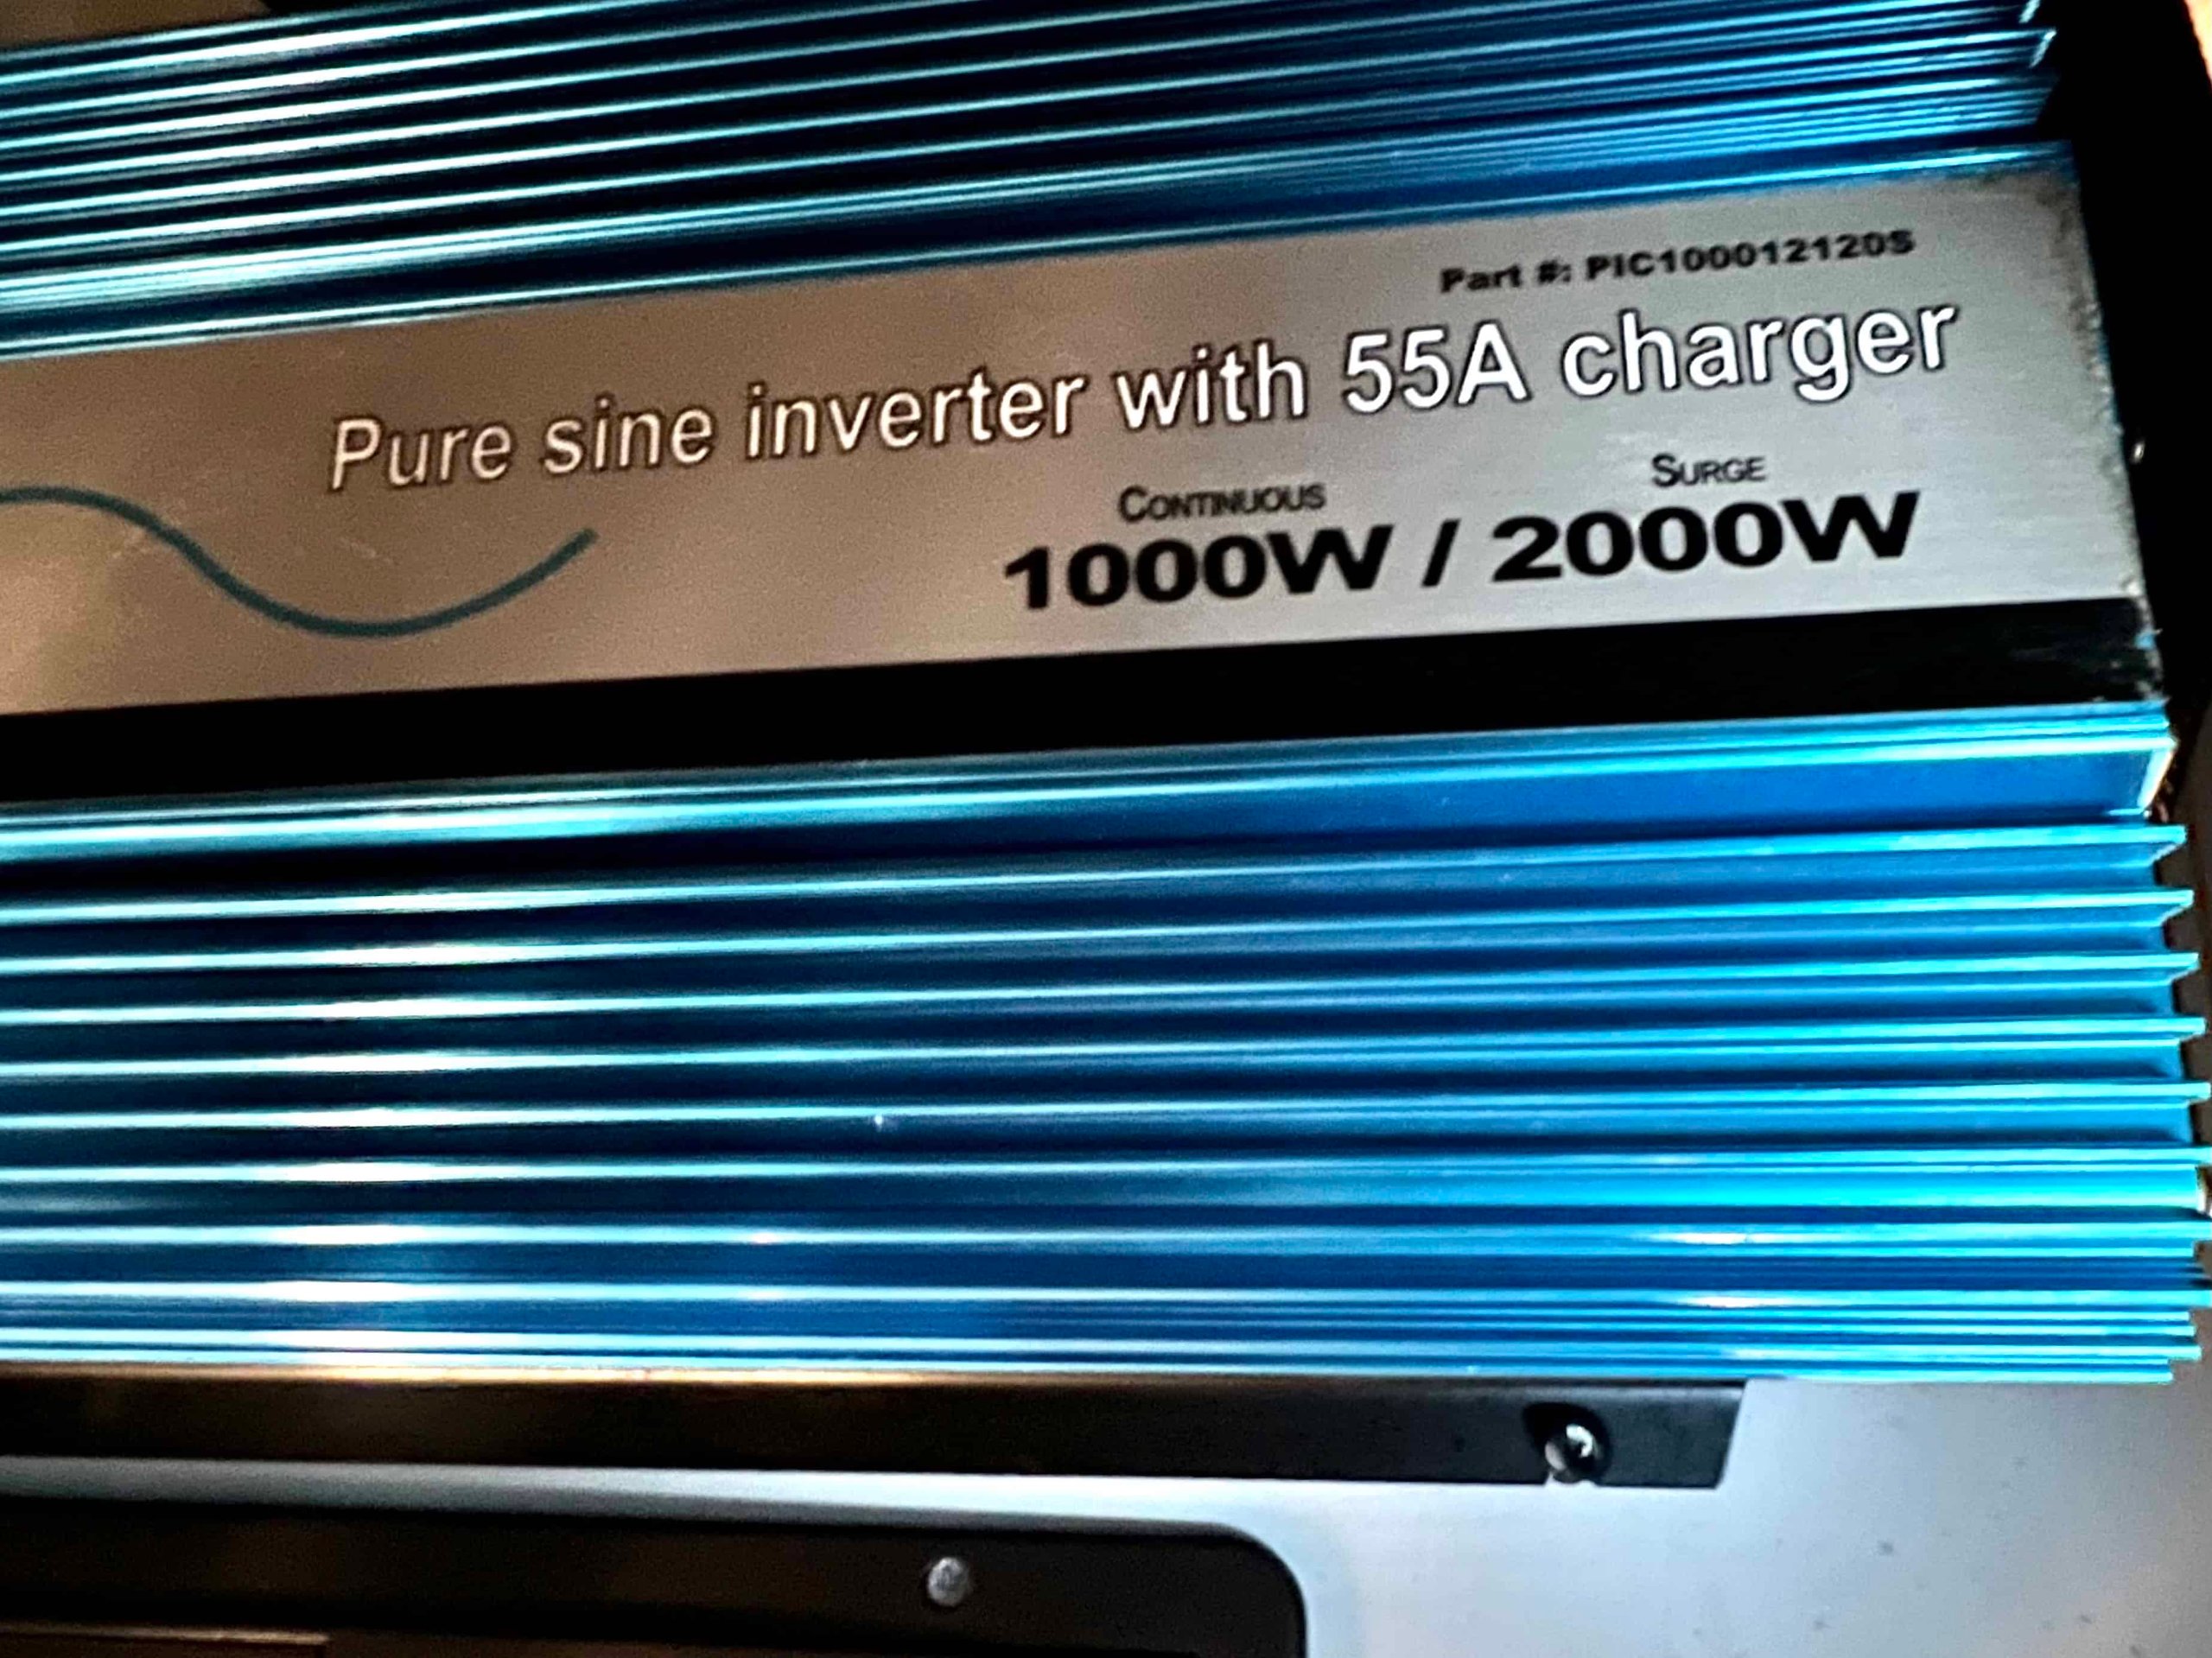 Part #: PIC100012120S
Pure sine inverter with 55A charger
CONTINUOUS SURGE
1000W / 2000W